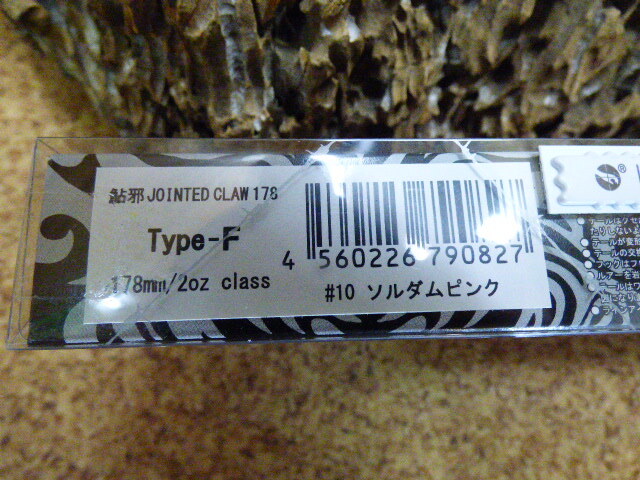 鮎邪 JOINTED CLAW 178
Type-F
178mm/2oz class
4 560226 790827
#10 ソルダムピンク
®